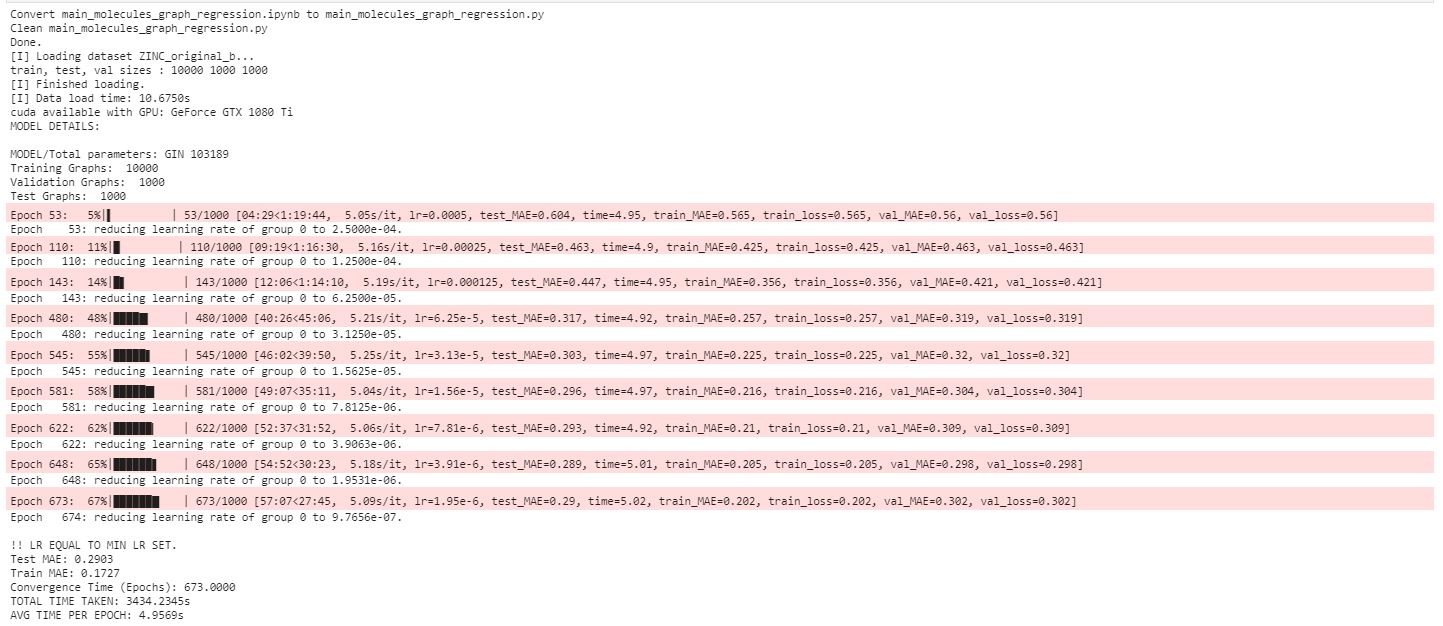 Convert main_molecules_graph_regression.ipynb to main_molecules_graph_regression.py
Clean main_molecules_graph_regression.py
Done.
[I] Loading dataset ZINC_original_b...
train, test, val sizes : 10000 1000 1000
[I] Finished loading.
[I] Data load time: 10.6750s
cuda available with GPU: GeForce GTX 1080 Ti
MODEL DETAILS:
MODEL/Total parameters: GIN 103189
Training Graphs:  10000
Validation Graphs:  1000
Test Graphs:  1000
Epoch 53:   5%|▌         | 53/1000 [04:29<1:19:44,  5.05s/it, lr=0.0005, test_MAE=0.604, time=4.95, train_MAE=0.565, train_loss=0.565, val_MAE=0.56, val_loss=0.56]
Epoch    53: reducing learning rate of group 0 to 2.5000e-04.
Epoch 110:  11%|█         | 110/1000 [09:19<1:16:30,  5.16s/it, lr=0.00025, test_MAE=0.463, time=4.9, train_MAE=0.425, train_loss=0.425, val_MAE=0.463, val_loss=0.463]
Epoch   110: reducing learning rate of group 0 to 1.2500e-04.
Epoch 143:  14%|█▍        | 143/1000 [12:06<1:14:10,  5.19s/it, lr=0.000125, test_MAE=0.447, time=4.95, train_MAE=0.356, train_loss=0.356, val_MAE=0.421, val_loss=0.421]
Epoch   143: reducing learning rate of group 0 to 6.2500e-05.
Epoch 480:  48%|████▊     | 480/1000 [40:26<45:06,  5.21s/it, lr=6.25e-5, test_MAE=0.317, time=4.92, train_MAE=0.257, train_loss=0.257, val_MAE=0.319, val_loss=0.319]
Epoch   480: reducing learning rate of group 0 to 3.1250e-05.
Epoch 545:  55%|█████▍    | 545/1000 [46:02<39:50,  5.25s/it, lr=3.13e-5, test_MAE=0.303, time=4.97, train_MAE=0.225, train_loss=0.225, val_MAE=0.32, val_loss=0.32]
Epoch   545: reducing learning rate of group 0 to 1.5625e-05.
Epoch 581:  58%|█████▊    | 581/1000 [49:07<35:11,  5.04s/it, lr=1.56e-5, test_MAE=0.296, time=4.97, train_MAE=0.216, train_loss=0.216, val_MAE=0.304, val_loss=0.304]
Epoch   581: reducing learning rate of group 0 to 7.8125e-06.
Epoch 622:  62%|██████▏   | 622/1000 [52:37<31:52,  5.06s/it, lr=7.81e-6, test_MAE=0.293, time=4.92, train_MAE=0.21, train_loss=0.21, val_MAE=0.309, val_loss=0.309]
Epoch   622: reducing learning rate of group 0 to 3.9063e-06.
Epoch 648:  65%|██████▍   | 648/1000 [54:52<30:23,  5.18s/it, lr=3.91e-6, test_MAE=0.289, time=5.01, train_MAE=0.205, train_loss=0.205, val_MAE=0.298, val_loss=0.298]
Epoch   648: reducing learning rate of group 0 to 1.9531e-06.
Epoch 673:  67%|██████▋   | 673/1000 [57:07<27:45,  5.09s/it, lr=1.95e-6, test_MAE=0.29, time=5.02, train_MAE=0.202, train_loss=0.202, val_MAE=0.302, val_loss=0.302]
Epoch   674: reducing learning rate of group 0 to 9.7656e-07.
!! LR EQUAL TO MIN LR SET.
Test MAE: 0.2903
Train MAE: 0.1727
Convergence Time (Epochs): 673.0000
TOTAL TIME TAKEN: 3434.2345s
AVG TIME PER EPOCH: 4.9569s